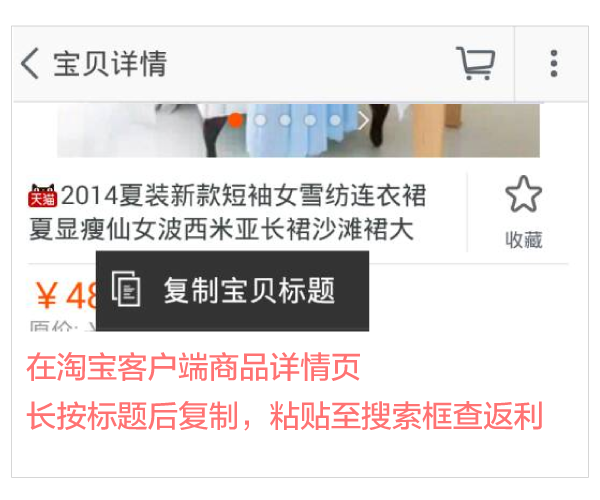 宝贝详情
天猫 2014夏装新款短袖女雪纺连衣裙
夏显瘦仙女波西米亚长裙沙滩裙大
收藏
￥48
复制宝贝标题
原价:
在淘宝客户端商品详情页
长按标题后复制，粘贴至搜索框查返利